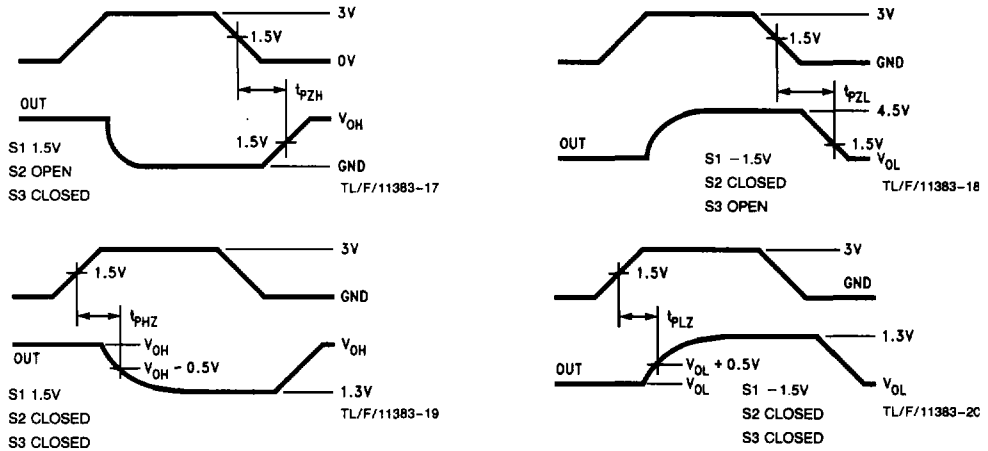 3V
1.5V
0V
tPZH
OUT
VOH
1.5V
GND
S1 1.5V
S2 OPEN
S3 CLOSED
TL/F/11383-17
3V
1.5V
GND
tPZL
4.5V
OUT
1.5V
VOL
S1 -1.5V
S2 CLOSED
S3 OPEN
TL/F/11383-18
3V
1.5V
GND
tPHZ
OUT
VOH
VOH
VOH - 0.5V
1.3V
S1 1.5V
S2 CLOSED
S3 CLOSED
TL/F/11383-19
3V
1.5V
GND
tPLZ
1.3V
OUT
VOL + 0.5V
VOL
VOL
S1 -1.5V
S2 CLOSED
S3 CLOSED
TL/F/11383-20